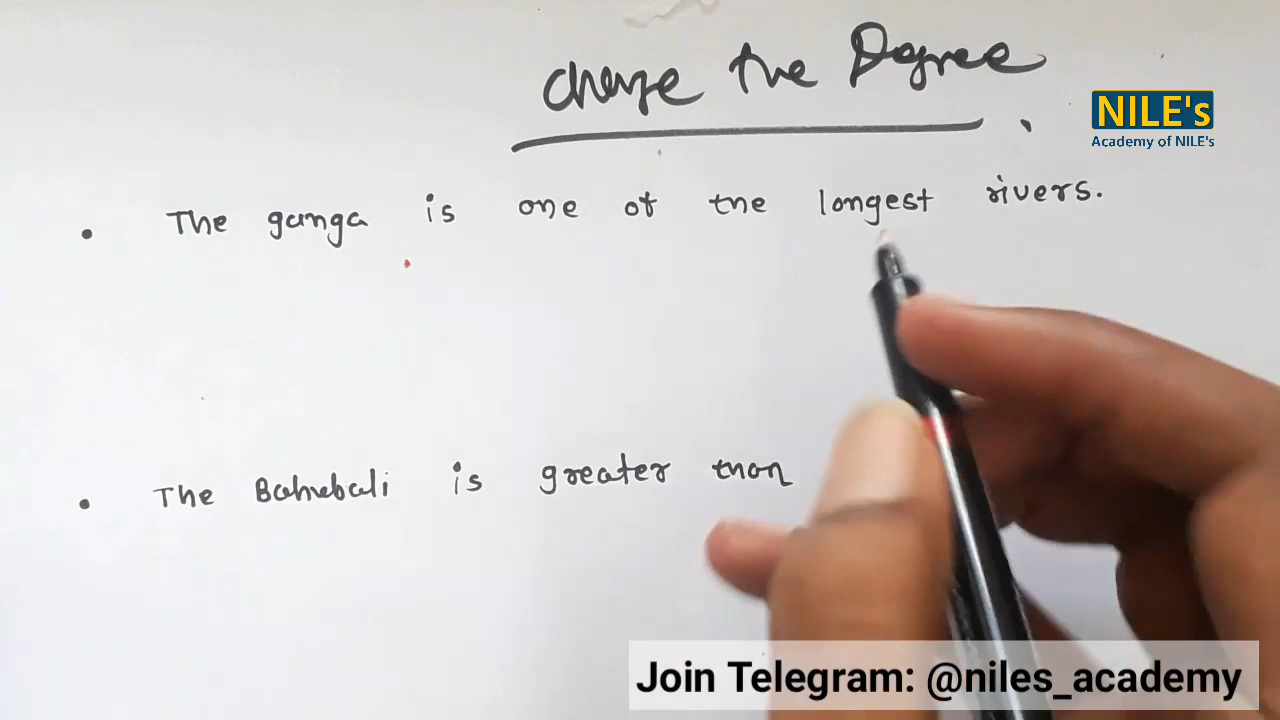 Change the Degree
NILE's
Academy of NILE's
• The ganga is one of the longest rivers.
• The Bahubali is greater than
Join Telegram: @niles_academy